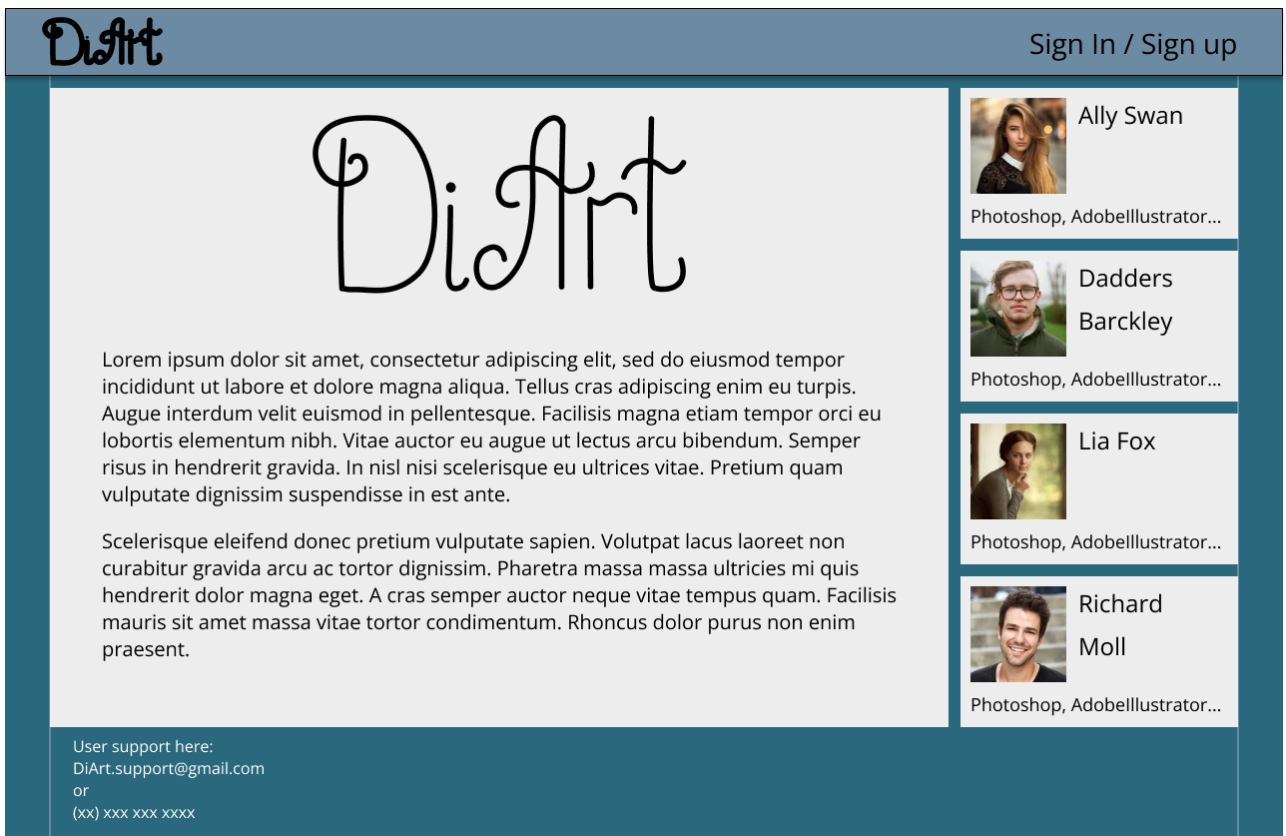 DiArt
Sign In / Sign up
DiArt
Lorem ipsum dolor sit amet, consectetur adipiscing elit, sed do eiusmod tempor
incididunt ut labore et dolore magna aliqua. Tellus cras adipiscing enim eu turpis.
Augue interdum velit euismod in pellentesque. Facilisis magna etiam tempor orci eu
lobortis elementum nibh. Vitae auctor eu augue ut lectus arcu bibendum. Semper
risus in hendrerit gravida. In nisl nisi scelerisque eu ultrices vitae. Pretium quam
vulputate dignissim suspendisse in est ante.
Scelerisque eleifend donec pretium vulputate sapien. Volutpat lacus laoreet non
curabitur gravida arcu ac tortor dignissim. Pharetra massa massa ultricies mi quis
hendrerit dolor magna eget. A cras semper auctor neque vitae tempus quam. Facilisis
mauris sit amet massa vitae tortor condimentum. Rhoncus dolor purus non enim
praesent.
Ally Swan
Photoshop, AdobeIllustrator...
Dadders
Barckley
Photoshop, AdobeIllustrator...
Lia Fox
Photoshop, AdobeIllustrator...
Richard
Moll
Photoshop, AdobeIllustrator...
User support here:
DiArt.support@gmail.com
or
(xx) xxx xxx xxxx